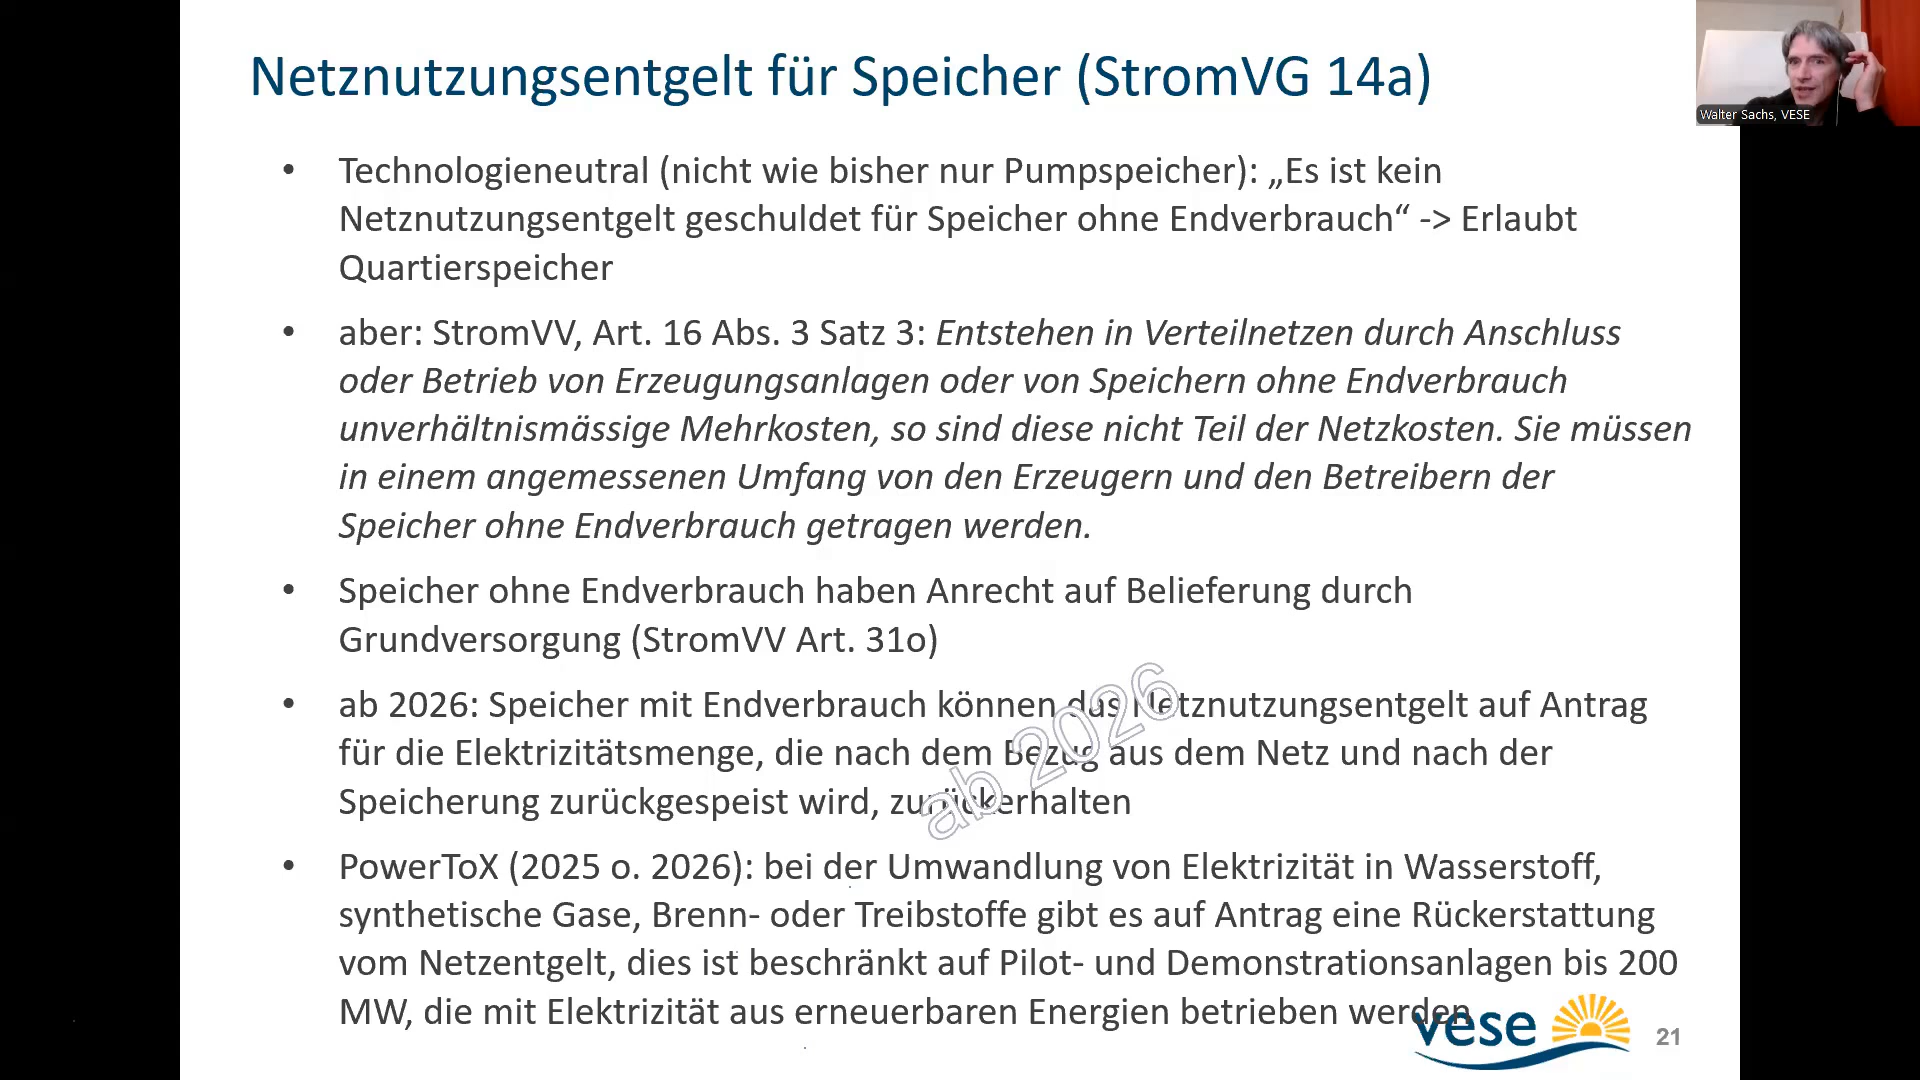 Netznutzungsentgelt für Speicher (StromVG 14a)
Walter Sachs, VESE
• Technologieneutral (nicht wie bisher nur Pumpspeicher): „Es ist kein
Netznutzungsentgelt geschuldet für Speicher ohne Endverbrauch“ -> Erlaubt
Quartierspeicher
• aber: StromVV, Art. 16 Abs. 3 Satz 3: Entstehen in Verteilnetzen durch Anschluss
oder Betrieb von Erzeugungsanlagen oder von Speichern ohne Endverbrauch
unverhältnismässige Mehrkosten, so sind diese nicht Teil der Netzkosten. Sie müssen
in einem angemessenen Umfang von den Erzeugern und den Betreibern der
Speicher ohne Endverbrauch getragen werden.
• Speicher ohne Endverbrauch haben Anrecht auf Belieferung durch
Grundversorgung (StromVV Art. 31o)
• ab 2026: Speicher mit Endverbrauch können das Netznutzungsentgelt auf Antrag
für die Elektrizitätsmenge, die nach dem Bezug aus dem Netz und nach der
Speicherung zurückgespeist wird, zurückerhalten
ab 2026
• PowerToX (2025 o. 2026): bei der Umwandlung von Elektrizität in Wasserstoff,
synthetische Gase, Brenn- oder Treibstoffe gibt es auf Antrag eine Rückerstattung
vom Netzentgelt, dies ist beschränkt auf Pilot- und Demonstrationsanlagen bis 200
MW, die mit Elektrizität aus erneuerbaren Energien betrieben werden
vese
21